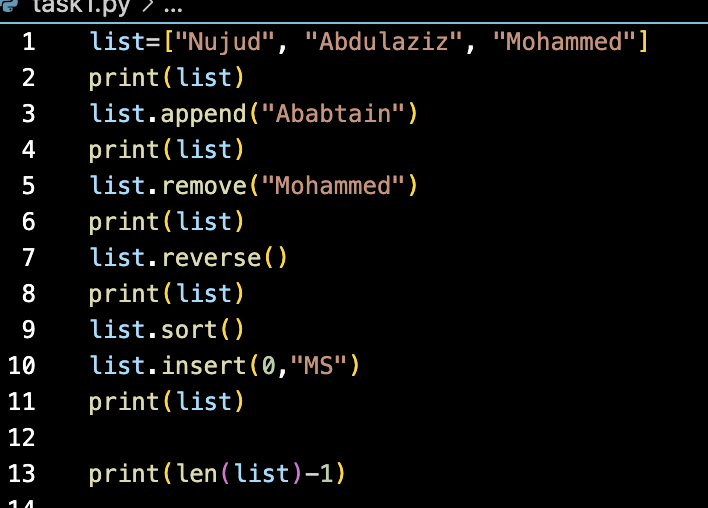 task1.py > ...
1 list=["Nujud", "Abdulaziz", "Mohammed"]
2 print(list)
3 list.append("Ababtain")
4 print(list)
5 list.remove("Mohammed")
6 print(list)
7 list.reverse()
8 print(list)
9 list.sort()
10 list.insert(0,"MS")
11 print(list)
12
13 print(len(list)-1)
14